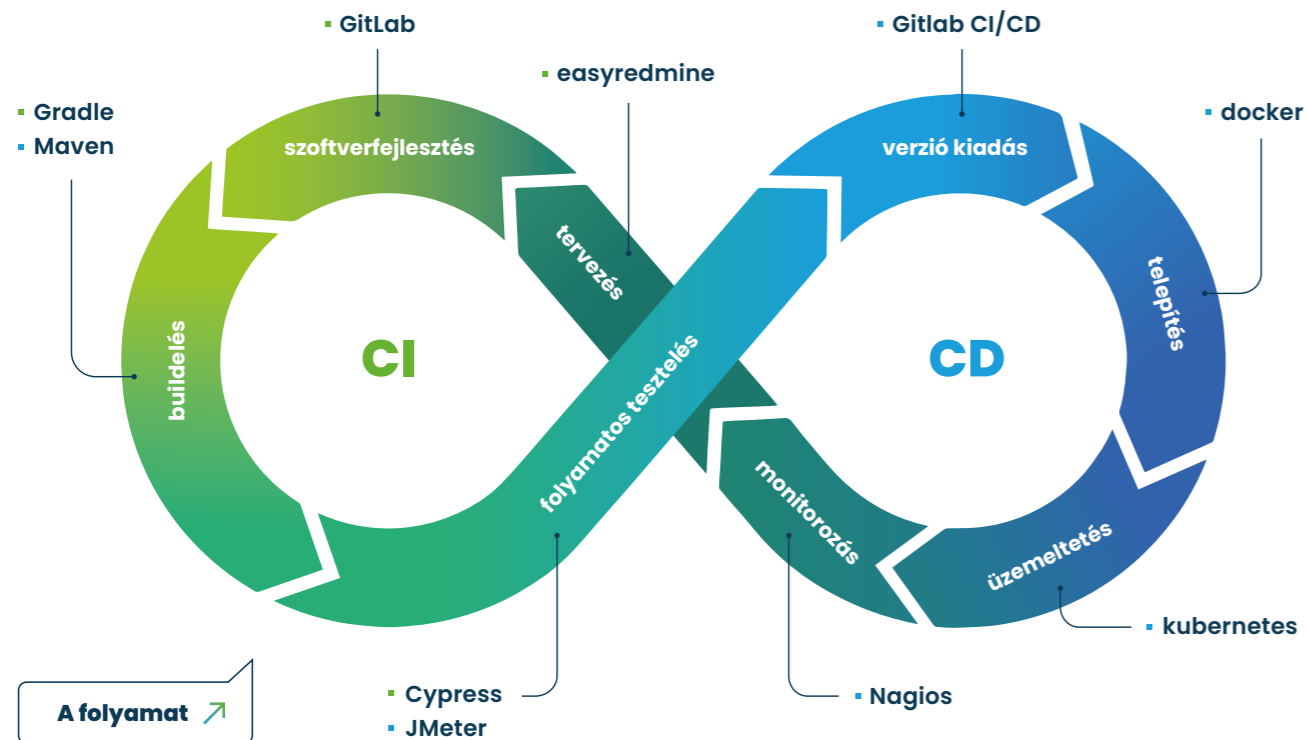 GitLab
Gitlab CI/CD
easyredmine
Gradle
Maven
docker
szoftverfejlesztés
verzió kiadás
tervezés
telepítés
buildelés
CI
CD
folyamatos tesztelés
monitorozás
üzemeltetés
kubernetes
Cypress
JMeter
Nagios
A folyamat